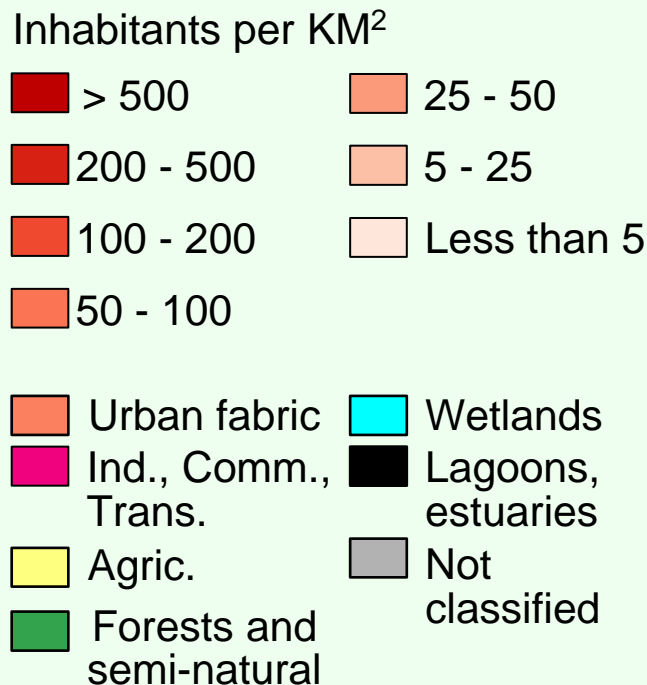 Inhabitants per KM²
> 500
200 - 500
100 - 200
50 - 100
25 - 50
5 - 25
Less than 5
Urban fabric
Ind., Comm.,
Trans.
Agric.
Forests and
semi-natural
Wetlands
Lagoons,
estuaries
Not
classified